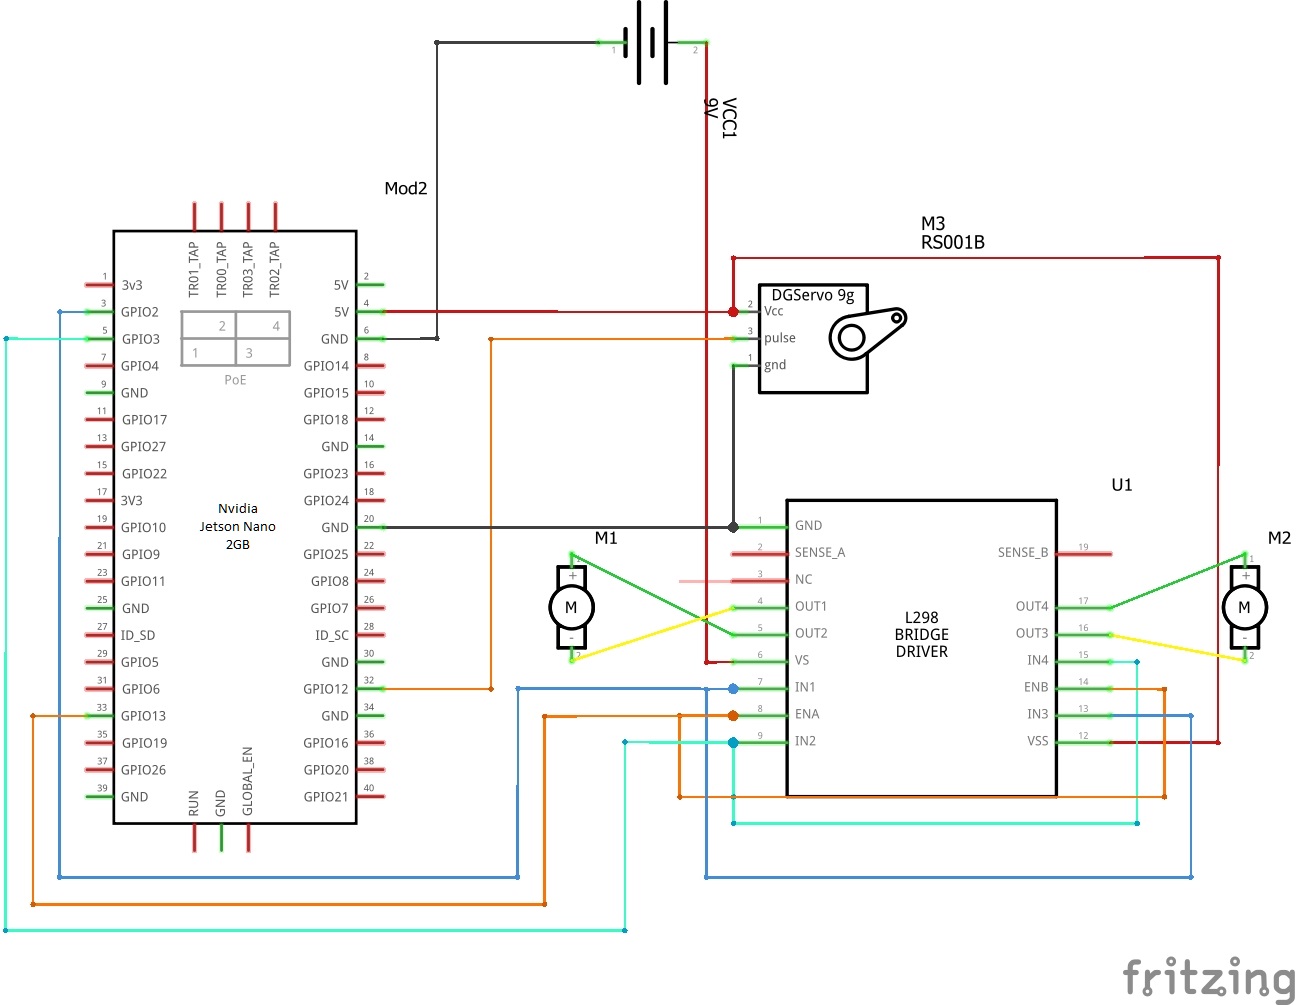 1
2
VCC1
9V
Mod2
M3
RS001B
TR01_TAP
TR00_TAP
TR03_TAP
TR02_TAP
1 3v3 5V 2
3 GPIO2 5V 4
5 GPIO3 GND 6
7 GPIO4 GPIO14 8
9 GND GPIO15 10
11 GPIO17 GPIO18 12
13 GPIO27 GND 14
15 GPIO22 GPIO23 16
17 3V3 GPIO24 18
19 GPIO10 GND 20
21 GPIO9 GPIO25 22
23 GPIO11 GPIO8 24
25 GND GPIO7 26
27 ID_SD ID_SC 28
29 GPIO5 GND 30
31 GPIO6 GPIO12 32
33 GPIO13 GND 34
35 GPIO19 GPIO16 36
37 GPIO26 GPIO20 38
39 GND GPIO21 40
2 4
1 3
PoE
Nvidia
Jetson Nano
2GB
RUN
GND
GLOBAL_EN
DGServo 9g
2 Vcc
3 pulse
1 gnd
U1
1 GND
2 SENSE_A SENSE_B 19
3 NC
4 OUT1 OUT4 17
5 OUT2 OUT3 16
6 VS IN4 15
7 IN1 ENB 14
8 ENA IN3 13
9 IN2 VSS 12
L298
BRIDGE
DRIVER
M1
1
+
M
-
2
M2
1
+
M
-
2
fritzing